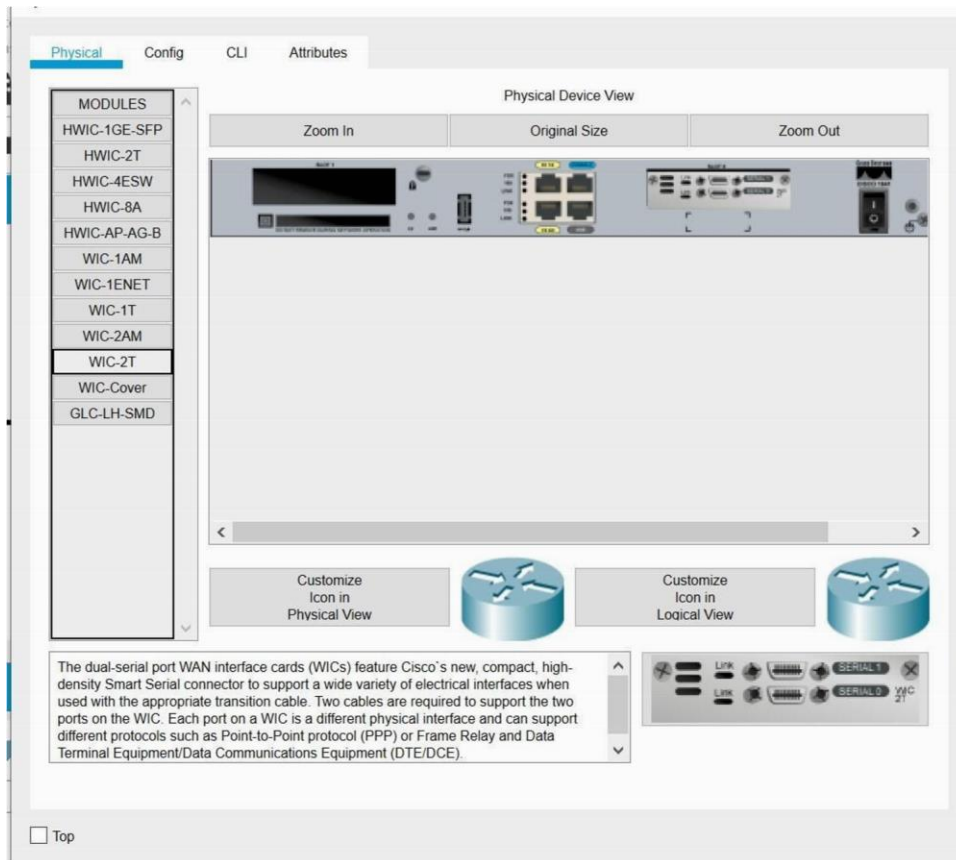 Physical Config CLI Attributes
MODULES
HWIC-1GE-SFP
HWIC-2T
HWIC-4ESW
HWIC-8A
HWIC-AP-AG-B
WIC-1AM
WIC-1ENET
WIC-1T
WIC-2AM
WIC-2T
WIC-Cover
GLC-LH-SMD
Physical Device View
Zoom In Original Size Zoom Out
SERIAL 1
SERIAL 0
Customize
Icon in
Physical View
Customize
Icon in
Logical View
The dual-serial port WAN interface cards (WICs) feature Cisco`s new, compact, high-
density Smart Serial connector to support a wide variety of electrical interfaces when
used with the appropriate transition cable. Two cables are required to support the two
ports on the WIC. Each port on a WIC is a different physical interface and can support
different protocols such as Point-to-Point protocol (PPP) or Frame Relay and Data
Terminal Equipment/Data Communications Equipment (DTE/DCE).
Link SERIAL 1
Link SERIAL 0 WIC
2T
Top